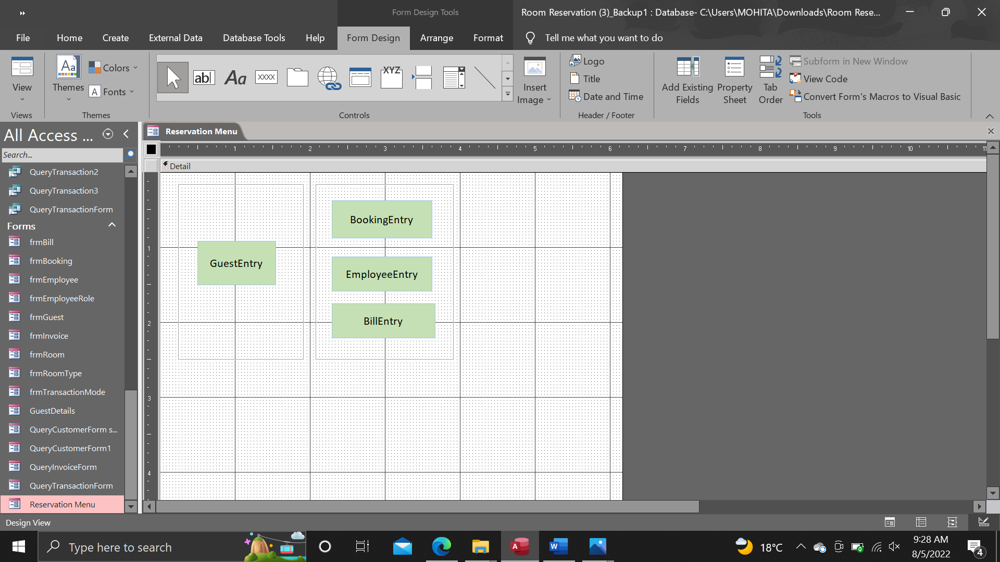 Form Design Tools
Room Reservation (3)_Backup1 : Database- C:\Users\MOHITA\Downloads\Room Rese...
File Home Create External Data Database Tools Help Form Design Arrange Format Tell me what you want to do
View
Views
Aa
Themes
Colors
A Fonts
Themes
ab| Aa XXXX XYZ
Controls
Insert Image
Logo
Title
Date and Time
Header / Footer
Add Existing Fields
Property Sheet
Tab Order
Subform in New Window
View Code
Convert Form's Macros to Visual Basic
Tools
All Access ...
Search...
QueryTransaction2
QueryTransaction3
QueryTransactionForm
Forms
frmBill
frmBooking
frmEmployee
frmEmployeeRole
frmGuest
frmInvoice
frmRoom
frmRoomType
frmTransactionMode
GuestDetails
QueryCustomerForm s...
QueryCustomerForm1
QueryInvoiceForm
QueryTransactionForm
Reservation Menu
Reservation Menu
1 2 3 4 5 6 7 8 9 10 11
Detail
1
2
3
4
GuestEntry
BookingEntry
EmployeeEntry
BillEntry
Design View
Type here to search
A
W
18°C
9:28 AM
8/5/2022
4